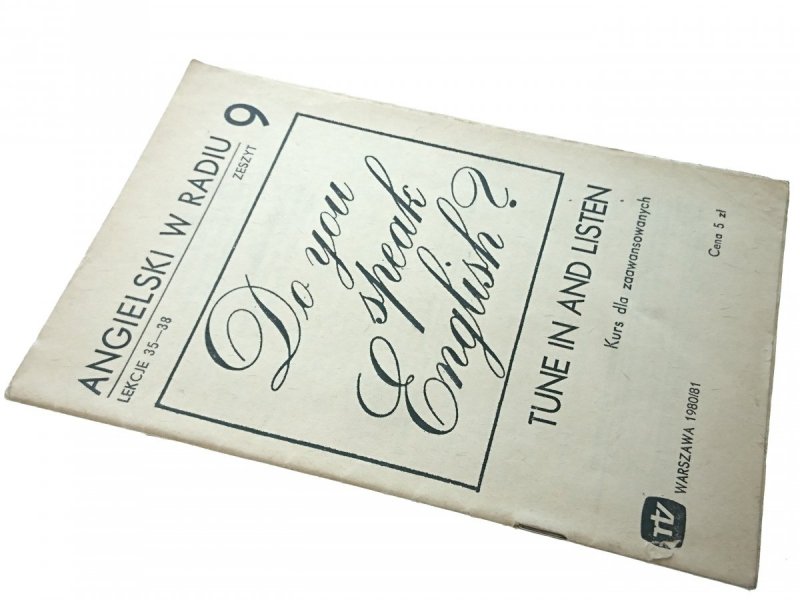 ANGIELSKI W RADIU 9
LEKCJE 35—38 ZESZYT
Do you
speak
English?
TUNE IN AND LISTEN
Kurs dla zaawansowanych
Cena 5 zł
WARSZAWA 1980/81